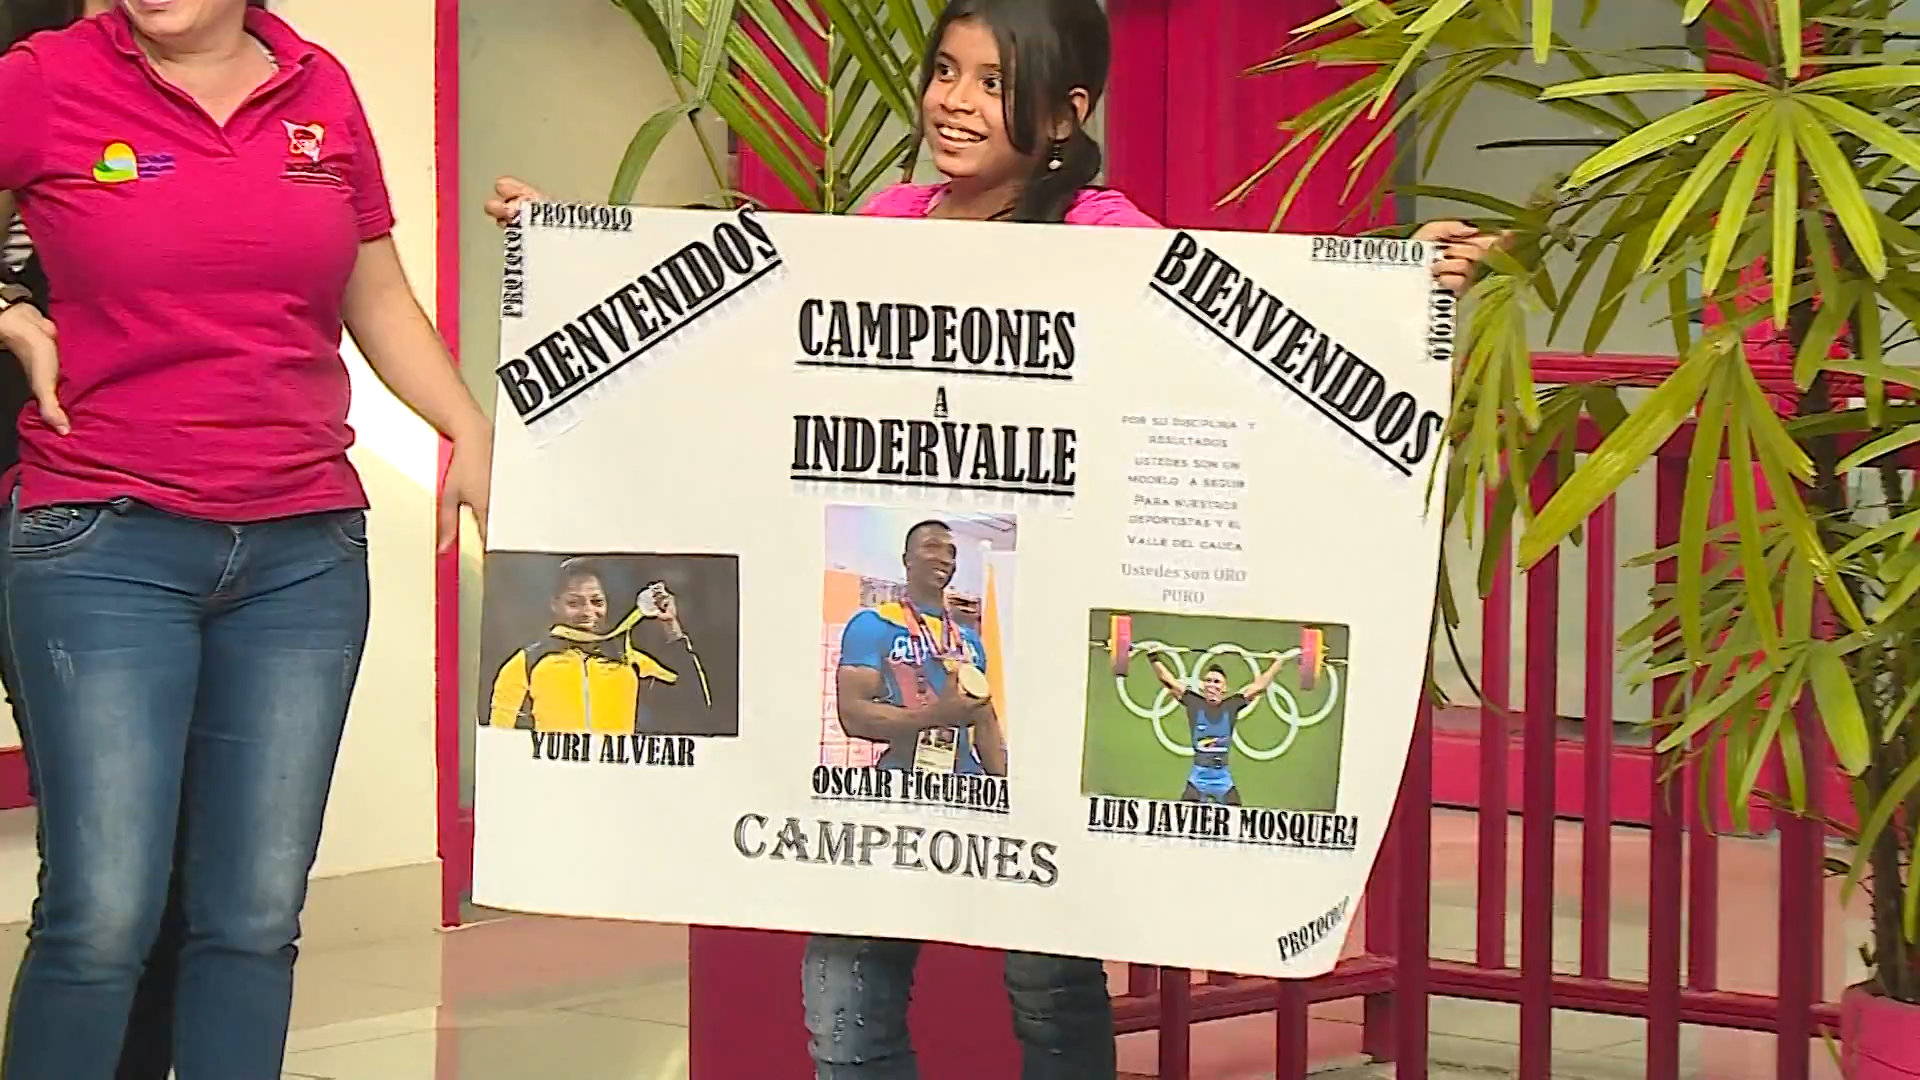 PROTOCOLO
PROTOCOLO
BIENVENIDOS
PROTOCOLO
PROTOCOLO
BIENVENIDOS
CAMPEONES
A
INDERVALLE
POR SU DISCIPLINA Y
RESULTADOS
USTEDES SON UN
MODELO A SEGUIR
PARA NUESTROS
DEPORTISTAS Y EL
VALLE DEL CAUCA
Ustedes son ORO
PURO
YURI ALVEAR
OSCAR FIGUEROA
LUIS JAVIER MOSQUERA
CAMPEONES
PROTOCOLO